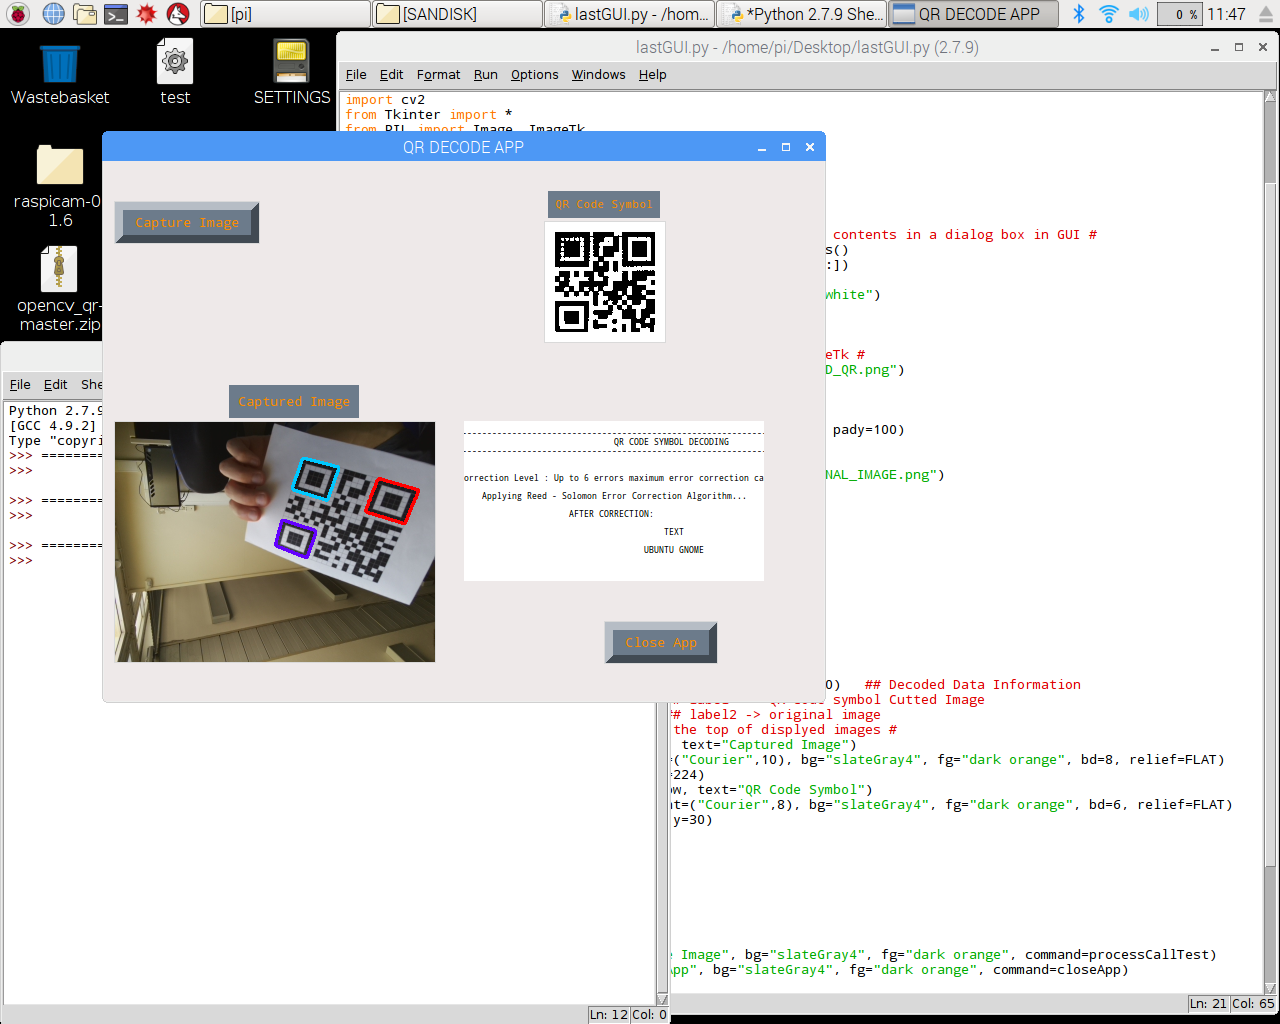 [pi]
[SANDISK]
lastGUI.py - /hom...
*Python 2.7.9 She...
QR DECODE APP
0 %
11:47
Wastebasket
test
SETTINGS
raspicam-0
1.6
opencv_qr-
master.zip
lastGUI.py - /home/pi/Desktop/lastGUI.py (2.7.9)
File Edit Format Run Options Windows Help
import cv2
from Tkinter import *
from PIL import Image, ImageTk
QR DECODE APP
Capture Image
QR Code Symbol
Captured Image
--------------------------------------------------
QR CODE SYMBOL DECODING
--------------------------------------------------
orrection Level : Up to 6 errors maximum error correction ca
Applying Reed - Solomon Error Correction Algorithm...
AFTER CORRECTION:
TEXT
UBUNTU GNOME
Close App
contents in a dialog box in GUI #
s()
:])
white")
eTk #
D_QR.png")
pady=100)
NAL_IMAGE.png")
0) ## Decoded Data Information
symbol Cutted Image
## label2 -> original image
the top of displyed images #
text="Captured Image")
=("Courier",10), bg="slateGray4", fg="dark orange", bd=8, relief=FLAT)
=224)
ow, text="QR Code Symbol")
nt=("Courier",8), bg="slateGray4", fg="dark orange", bd=6, relief=FLAT)
y=30)
e Image", bg="slateGray4", fg="dark orange", command=processCallTest)
App", bg="slateGray4", fg="dark orange", command=closeApp)
Ln: 21 Col: 65
File Edit She
Python 2.7.9
[GCC 4.9.2]
Type "copyri
>>> ========
>>>
>>> ========
>>>
>>> ========
>>>
Ln: 12 Col: 0